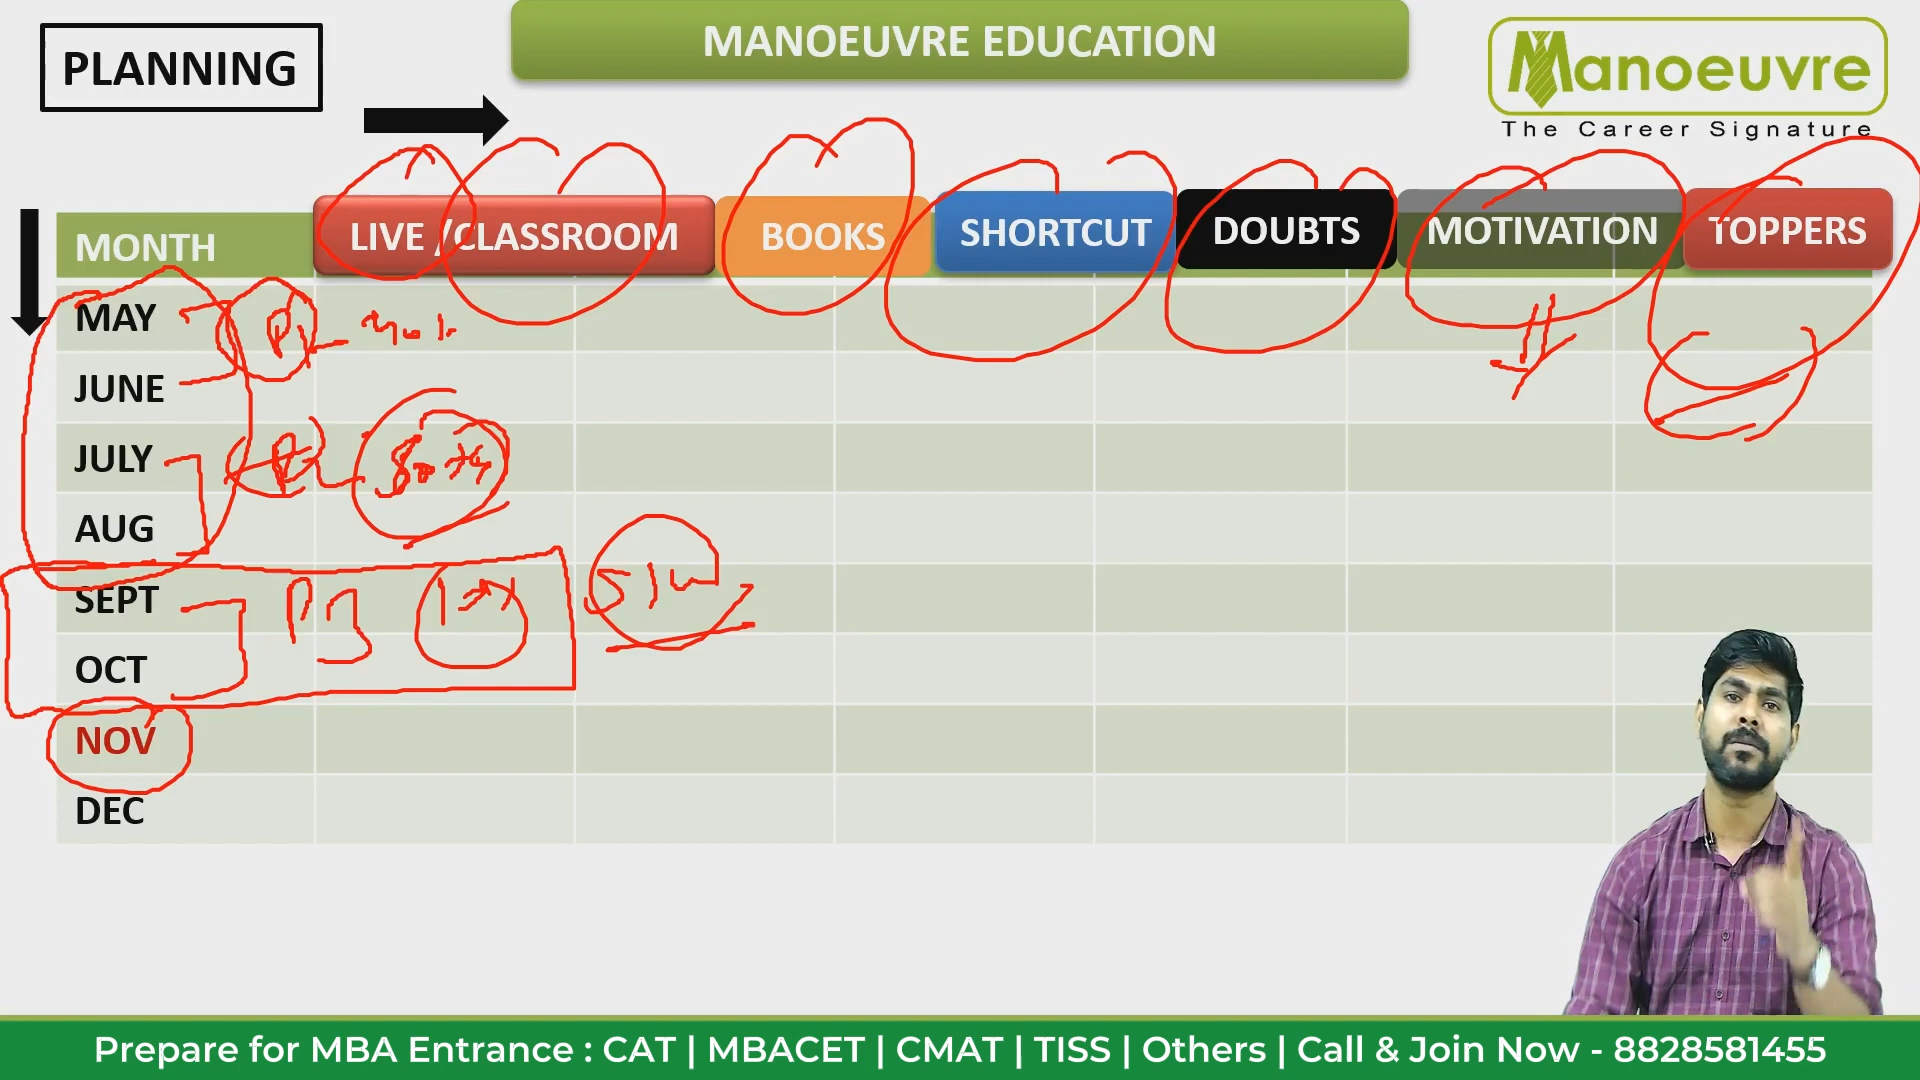 PLANNING
MANOEUVRE EDUCATION
Manoeuvre
The Career Signature
MONTH
LIVE /CLASSROOM
BOOKS
SHORTCUT
DOUBTS
MOTIVATION
TOPPERS
MAY
JUNE
JULY
AUG
SEPT
OCT
NOV
DEC
Prepare for MBA Entrance : CAT | MBACET | CMAT | TISS | Others | Call & Join Now - 8828581455